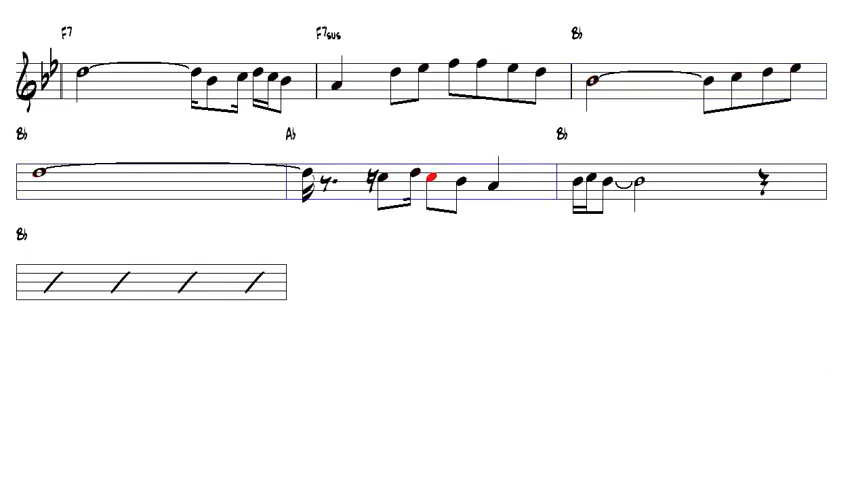 F7 F7sus B♭
B♭ A♭ B♭
B♭